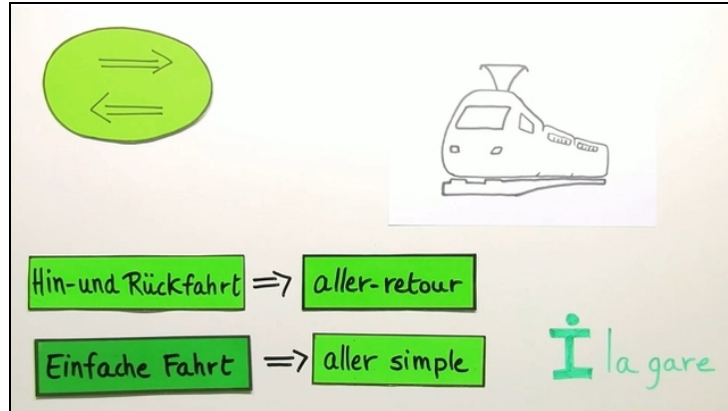 Hin- und Rückfahrt => aller-retour
Einfache Fahrt => aller simple
i la gare